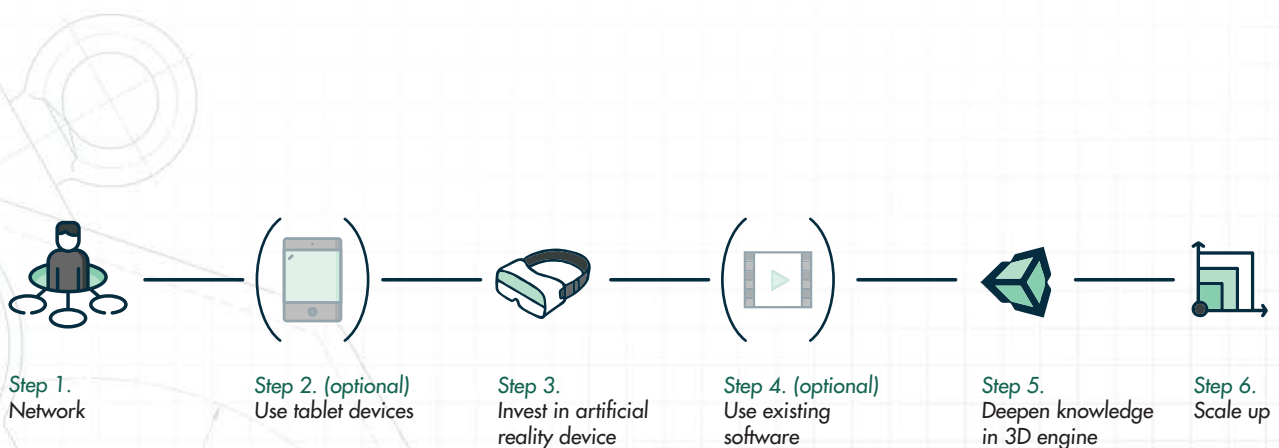 Step 1.
Network
Step 2. (optional)
Use tablet devices
Step 3.
Invest in artificial
reality device
Step 4. (optional)
Use existing
software
Step 5.
Deepen knowledge
in 3D engine
Step 6.
Scale up